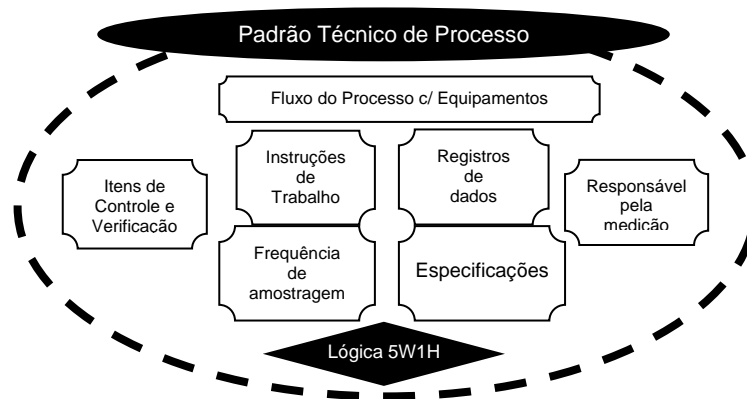 Padrão Técnico de Processo
Fluxo do Processo c/ Equipamentos
Itens de
Controle e
Verificação
Instruções
de
Trabalho
Registros
de
dados
Responsável
pela
medição
Frequência
de
amostragem
Especificações
Lógica 5W1H